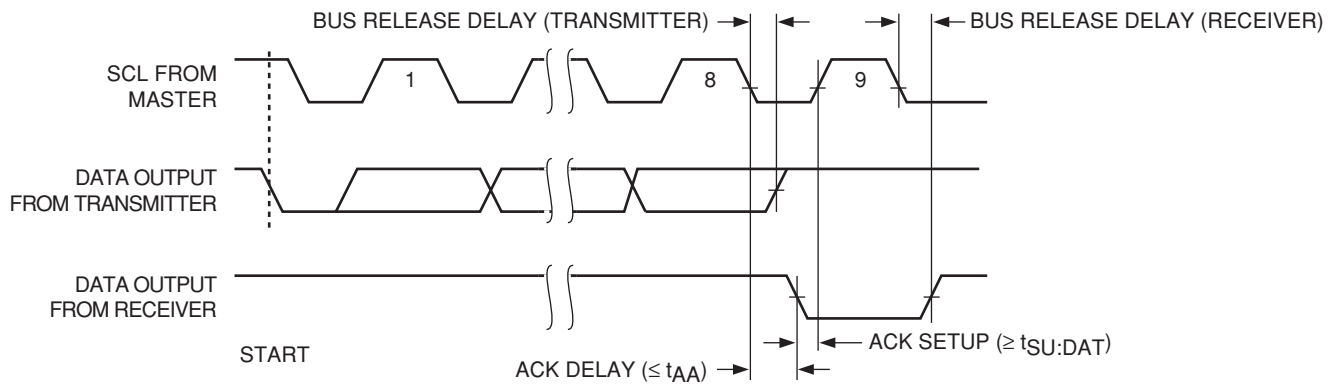 BUS RELEASE DELAY (TRANSMITTER)
BUS RELEASE DELAY (RECEIVER)
SCL FROM
MASTER
1
8
9
DATA OUTPUT
FROM TRANSMITTER
DATA OUTPUT
FROM RECEIVER
START
ACK SETUP (≥ tSU:DAT)
ACK DELAY (≤ tAA)